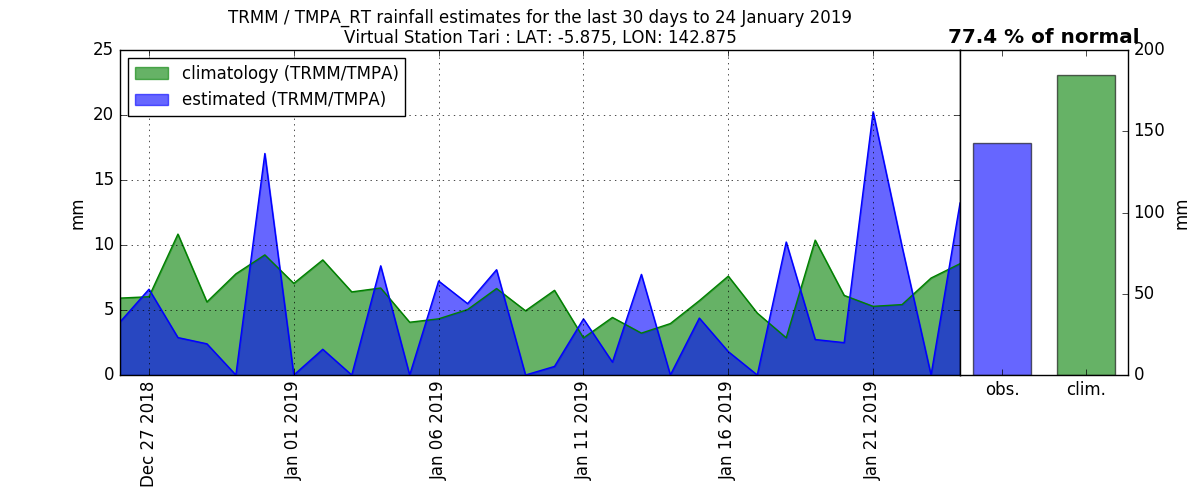 TRMM / TMPA_RT rainfall estimates for the last 30 days to 24 January 2019
Virtual Station Tari : LAT: -5.875, LON: 142.875
77.4 % of normal
climatology (TRMM/TMPA)
estimated (TRMM/TMPA)
25
20
15
10
5
0
mm
Dec 27 2018
Jan 01 2019
Jan 06 2019
Jan 11 2019
Jan 16 2019
Jan 21 2019
200
150
100
50
0
mm
obs.
clim.